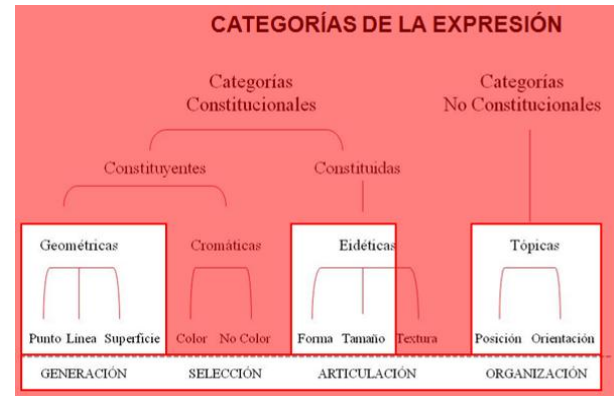 CATEGORÍAS DE LA EXPRESIÓN
Categorías Constitucionales
Categorías No Constitucionales
Constituyentes Constituidas
Geométricas Cromáticas Eidéticas Tópicas
Punto Linea Superficie Color No Color Forma Tamaño Textura Posición Orientación
GENERACIÓN SELECCIÓN ARTICULACIÓN ORGANIZACIÓN